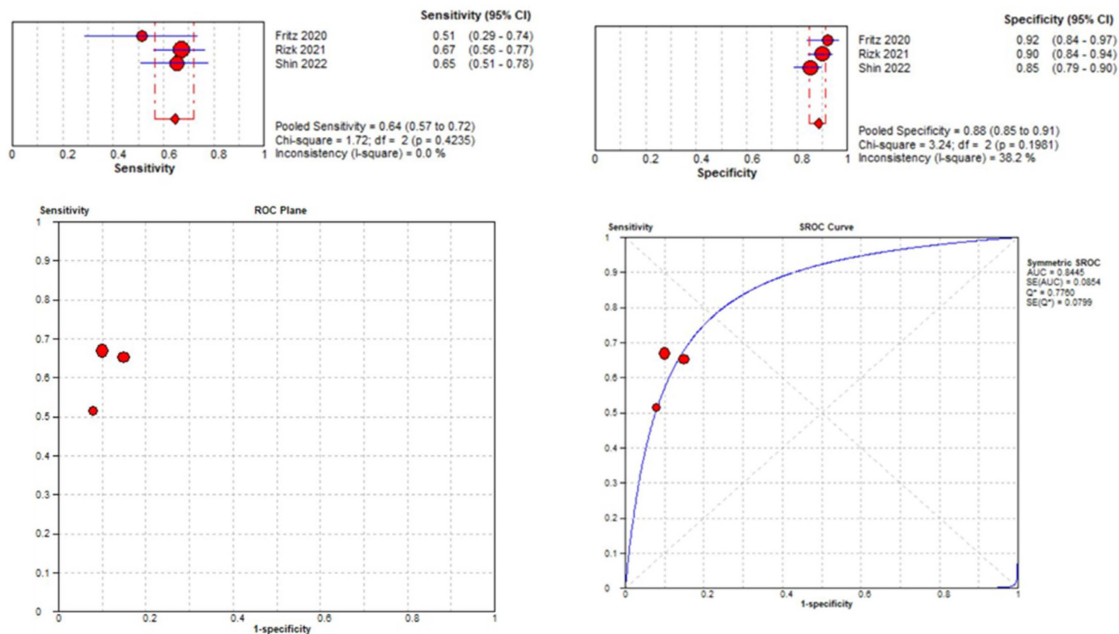 Sensitivity (95% CI)
Fritz 2020 0.51 (0.29 - 0.74)
Rizk 2021 0.67 (0.56 - 0.77)
Shin 2022 0.65 (0.51 - 0.78)
Pooled Sensitivity = 0.64 (0.57 to 0.72)
Chi-square = 1.72; df = 2 (p = 0.4235)
Inconsistency (I-square) = 0.0 %
0 0.2 0.4 0.6 0.8 1
Sensitivity
Specificity (95% CI)
Fritz 2020 0.92 (0.84 - 0.97)
Rizk 2021 0.90 (0.84 - 0.94)
Shin 2022 0.85 (0.79 - 0.90)
Pooled Specificity = 0.88 (0.85 to 0.91)
Chi-square = 3.24; df = 2 (p = 0.1981)
Inconsistency (I-square) = 38.2 %
0 0.2 0.4 0.6 0.8 1
Specificity
Sensitivity ROC Plane
1
0.9
0.8
0.7
0.6
0.5
0.4
0.3
0.2
0.1
0
0 0.2 0.4 0.6 0.8 1
1-specificity
Sensitivity SROC Curve
1
0.9
0.8
0.7
0.6
0.5
0.4
0.3
0.2
0.1
0
0 0.2 0.4 0.6 0.8 1
1-specificity
Symmetric SROC
AUC = 0.8445
SE(AUC) = 0.0854
Q* = 0.7760
SE(Q*) = 0.0799